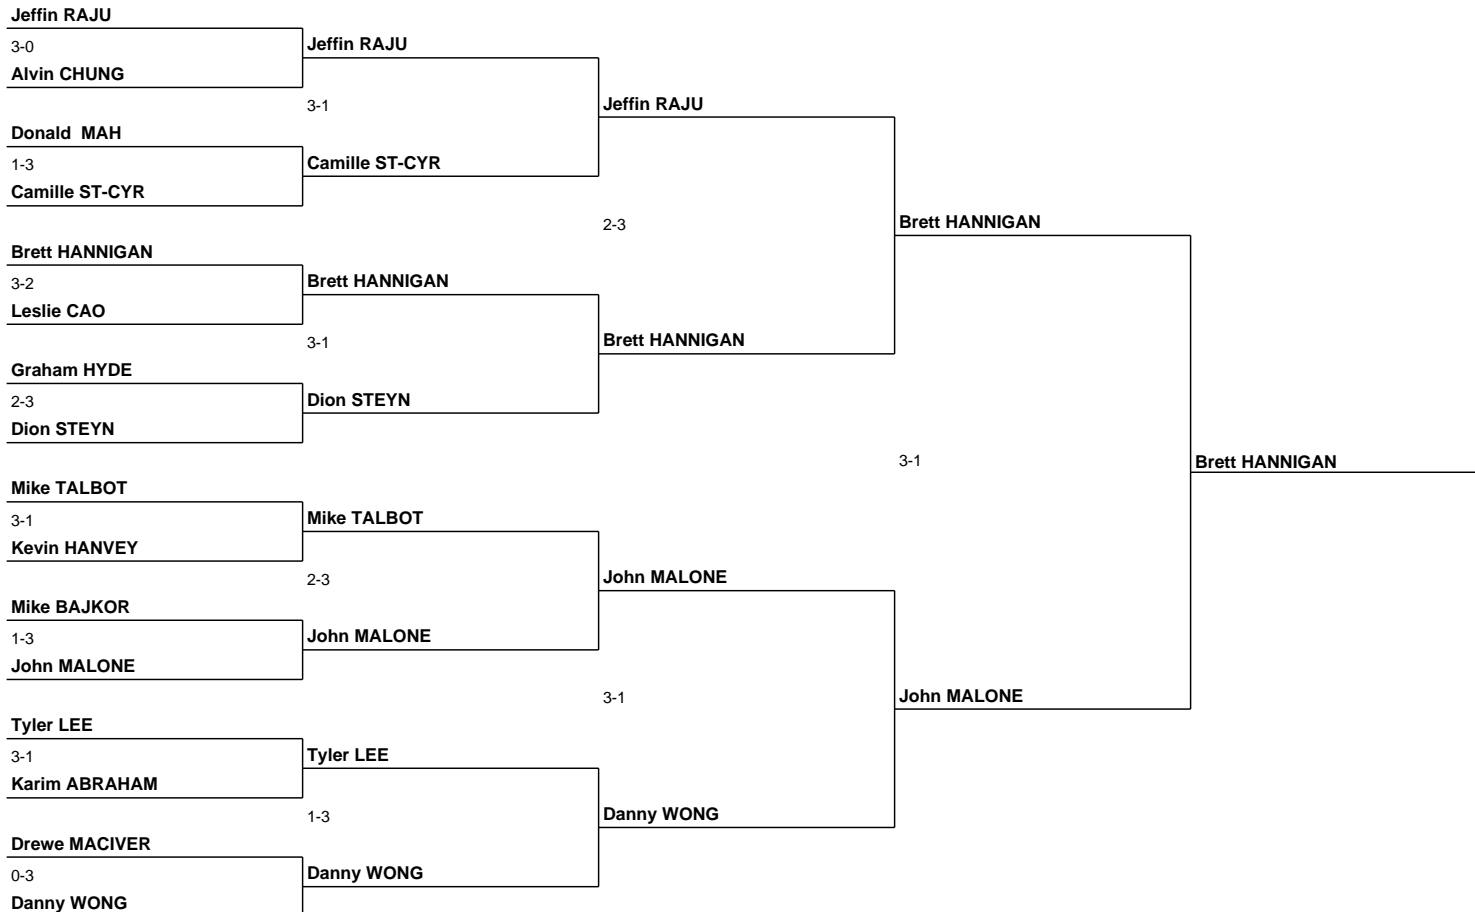 Jeffin RAJU
3-0
Alvin CHUNG
Donald  MAH
1-3
Camille ST-CYR
Brett HANNIGAN
3-2
Leslie CAO
Graham HYDE
2-3
Dion STEYN
Mike TALBOT
3-1
Kevin HANVEY
Mike BAJKOR
1-3
John MALONE
Tyler LEE
3-1
Karim ABRAHAM
Drewe MACIVER
0-3
Danny WONG
Jeffin RAJU
3-1
Camille ST-CYR
Brett HANNIGAN
3-1
Dion STEYN
Mike TALBOT
2-3
John MALONE
Tyler LEE
1-3
Danny WONG
Jeffin RAJU
2-3
Brett HANNIGAN
John MALONE
3-1
Danny WONG
Brett HANNIGAN
3-1
John MALONE
Brett HANNIGAN